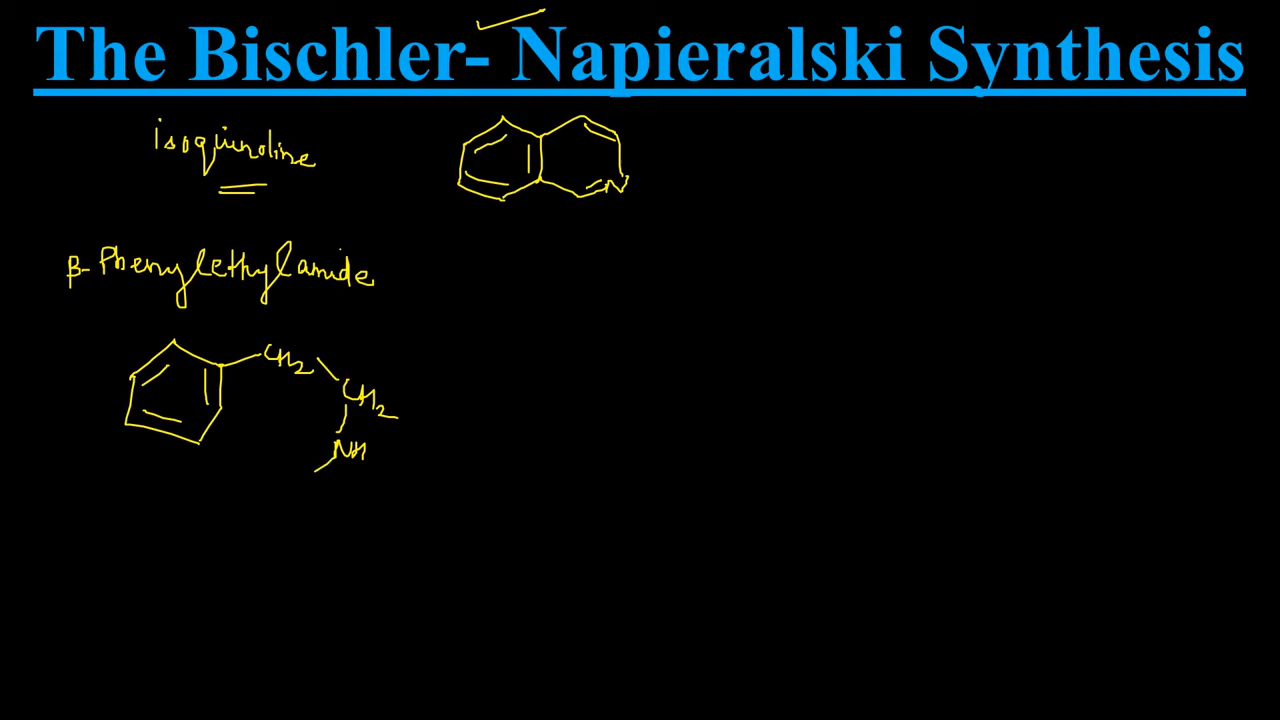 The Bischler- Napieralski Synthesis
isoquinoline
N
β-Phenylethylamide
CH2
CH2
NH